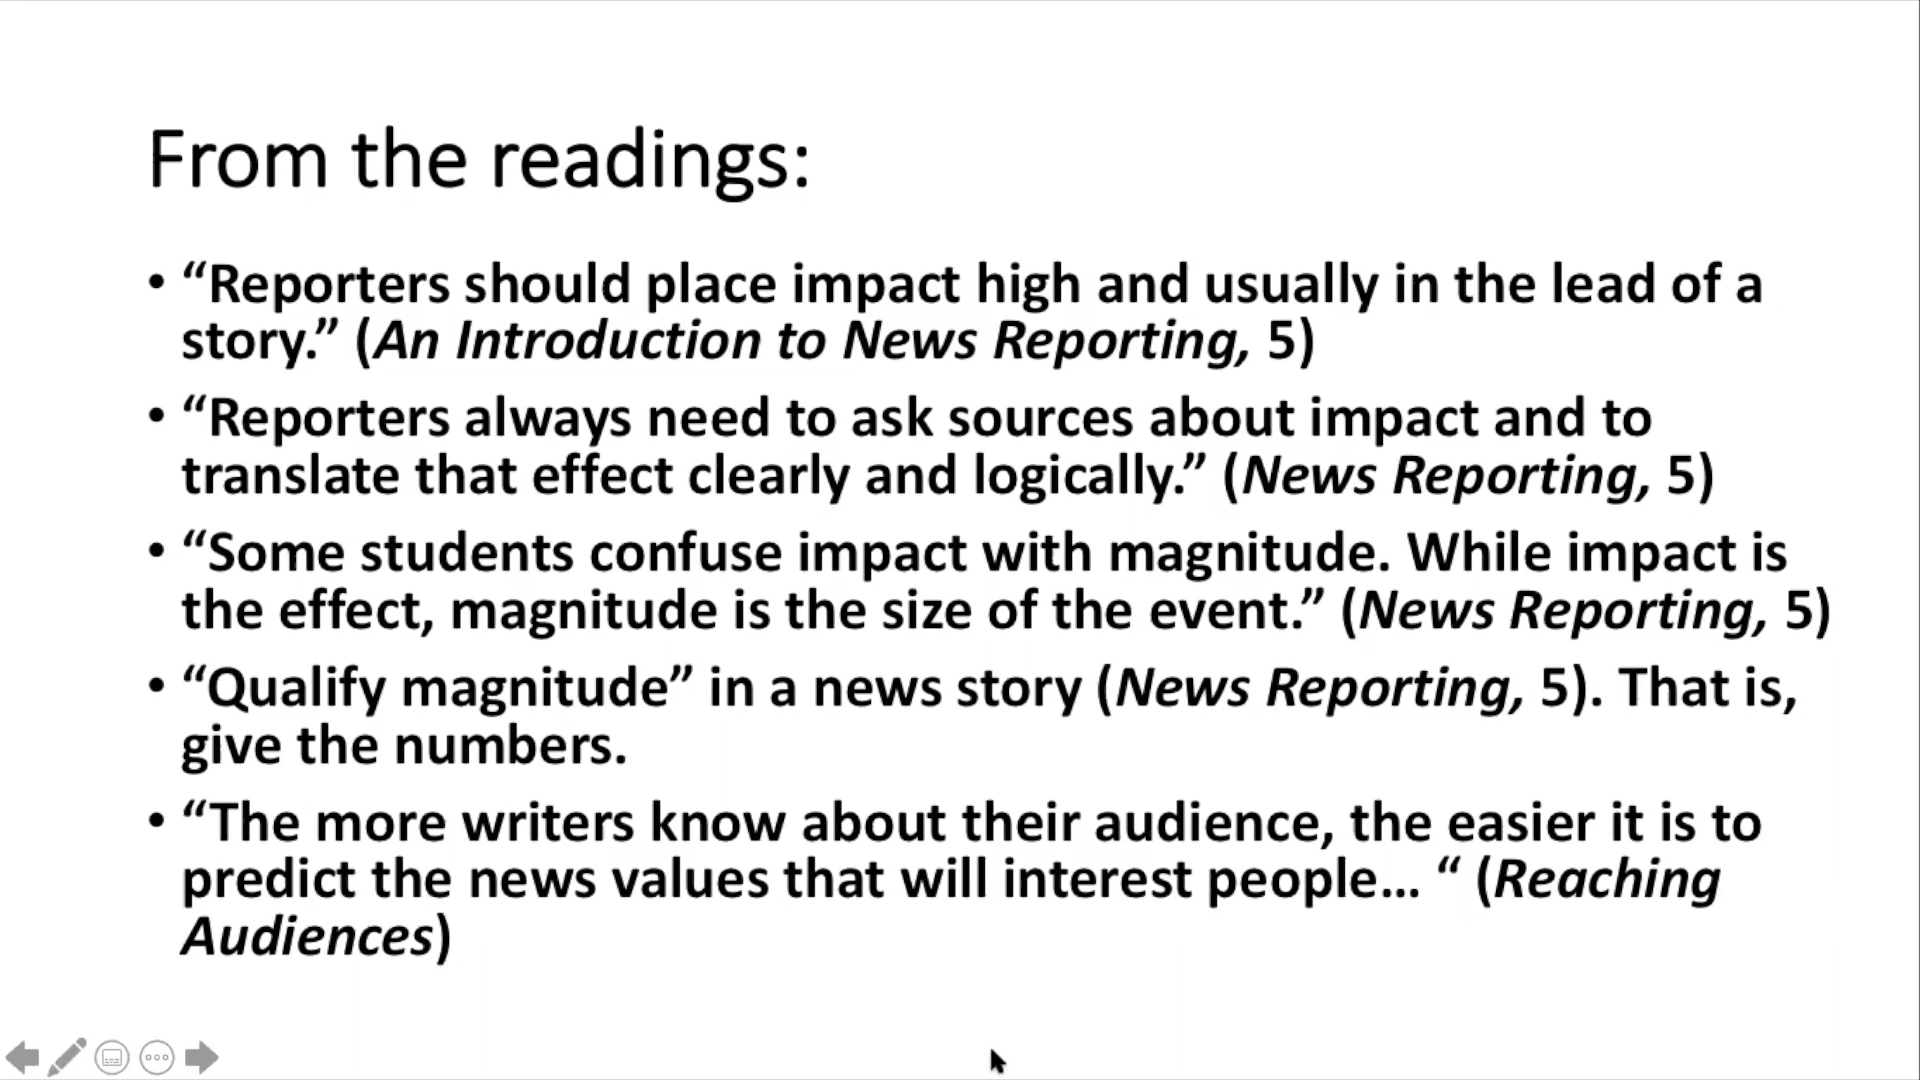 From the readings:
• “Reporters should place impact high and usually in the lead of a
story.” (An Introduction to News Reporting, 5)
• “Reporters always need to ask sources about impact and to
translate that effect clearly and logically.” (News Reporting, 5)
• “Some students confuse impact with magnitude. While impact is
the effect, magnitude is the size of the event.” (News Reporting, 5)
• “Qualify magnitude” in a news story (News Reporting, 5). That is,
give the numbers.
• “The more writers know about their audience, the easier it is to
predict the news values that will interest people... “ (Reaching
Audiences)